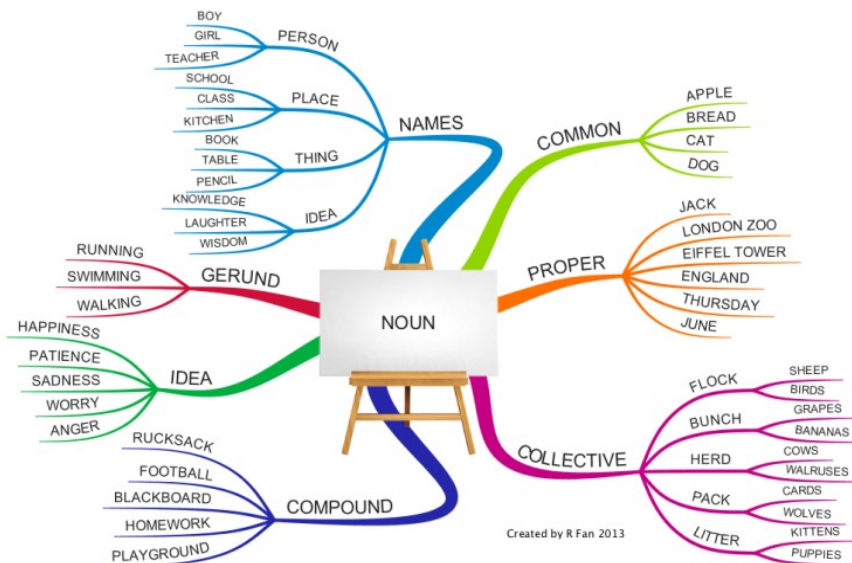 NOUN
NAMES
PERSON
BOY
GIRL
TEACHER
PLACE
SCHOOL
CLASS
KITCHEN
THING
BOOK
TABLE
PENCIL
IDEA
KNOWLEDGE
LAUGHTER
WISDOM
COMMON
APPLE
BREAD
CAT
DOG
PROPER
JACK
LONDON ZOO
EIFFEL TOWER
ENGLAND
THURSDAY
JUNE
COLLECTIVE
FLOCK
SHEEP
BIRDS
BUNCH
GRAPES
BANANAS
HERD
COWS
WALRUSES
PACK
CARDS
WOLVES
LITTER
KITTENS
PUPPIES
COMPOUND
RUCKSACK
FOOTBALL
BLACKBOARD
HOMEWORK
PLAYGROUND
IDEA
HAPPINESS
PATIENCE
SADNESS
WORRY
ANGER
GERUND
RUNNING
SWIMMING
WALKING
Created by R Fan 2013